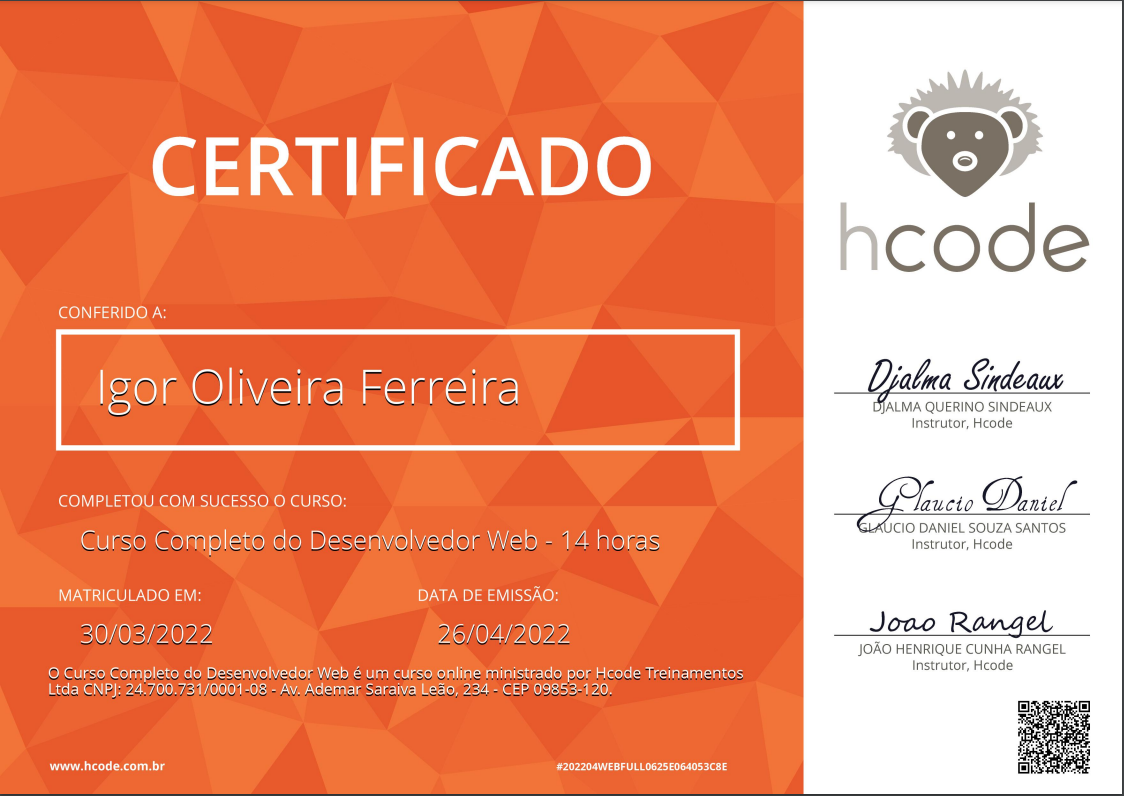 CERTIFICADO
CONFERIDO A:
Igor Oliveira Ferreira
COMPLETOU COM SUCESSO O CURSO:
Curso Completo do Desenvolvedor Web - 14 horas
MATRICULADO EM:
DATA DE EMISSÃO:
30/03/2022
26/04/2022
O Curso Completo do Desenvolvedor Web é um curso online ministrado por Hcode Treinamentos
Ltda CNPJ: 24.700.731/0001-08 - Av. Ademar Saraiva Leão, 234 - CEP 09853-120.
www.hcode.com.br
#202204WEBFULL0625E064053C8E
hcode
Djalma Sindeaux
DJALMA QUERINO SINDEAUX
Instrutor, Hcode
Glaucio Daniel
GLAUCIO DANIEL SOUZA SANTOS
Instrutor, Hcode
Joao Rangel
JOÃO HENRIQUE CUNHA RANGEL
Instrutor, Hcode